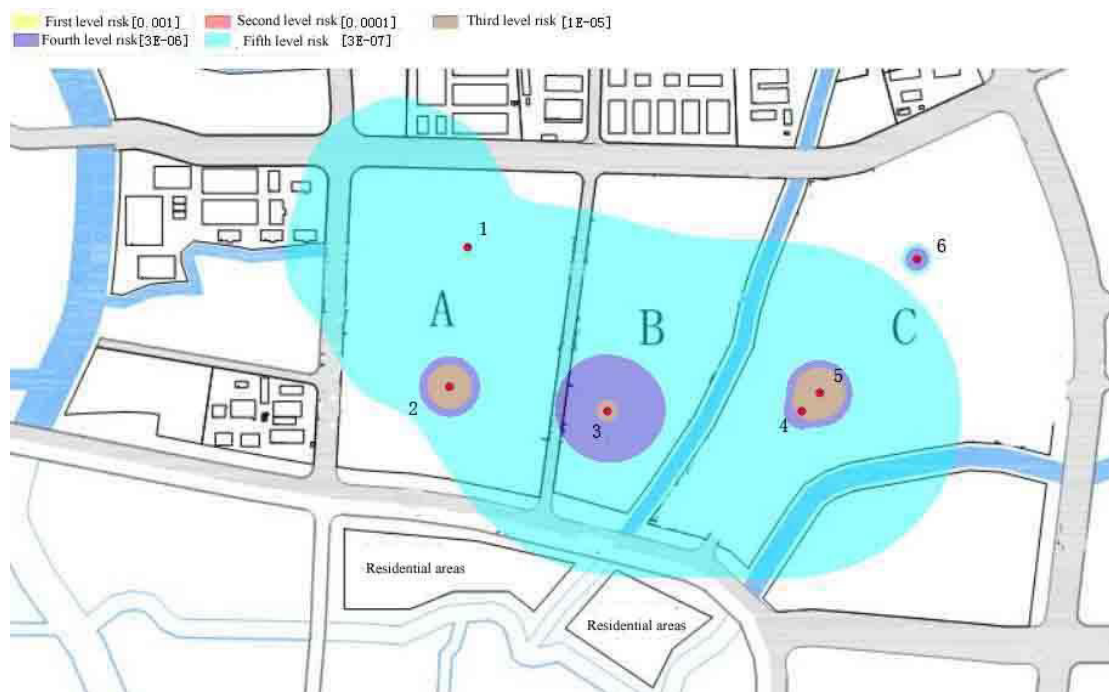 First level risk[0.001] Second level risk[0.0001] Third level risk [1E-05]
Fourth level risk[3E-06] Fifth level risk [3E-07]
1
6
A
B
C
5
2
3
4
Residential areas
Residential areas